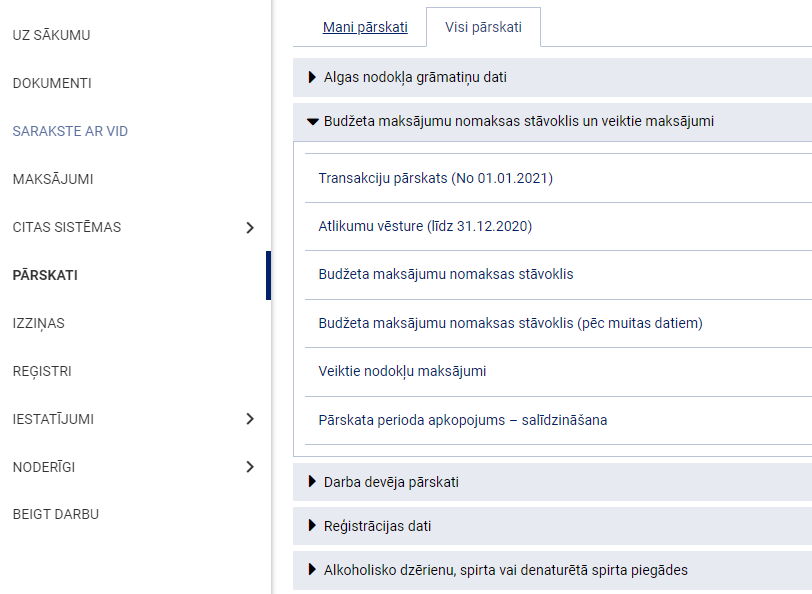 UZ SĀKUMU
DOKUMENTI
SARAKSTE AR VID
MAKSĀJUMI
CITAS SISTĒMAS
PĀRSKATI
IZZIŅAS
REĢISTRI
IESTATĪJUMI
NODERĪGI
BEIGT DARBU
Mani pārskati
Visi pārskati
Algas nodokļa grāmatiņu dati
Budžeta maksājumu nomaksas stāvoklis un veiktie maksājumi
Transakciju pārskats (No 01.01.2021)
Atlikumu vēsture (līdz 31.12.2020)
Budžeta maksājumu nomaksas stāvoklis
Budžeta maksājumu nomaksas stāvoklis (pēc muitas datiem)
Veiktie nodokļu maksājumi
Pārskata perioda apkopojums – salīdzināšana
Darba devēja pārskati
Reģistrācijas dati
Alkoholisko dzērienu, spirta vai denaturētā spirta piegādes